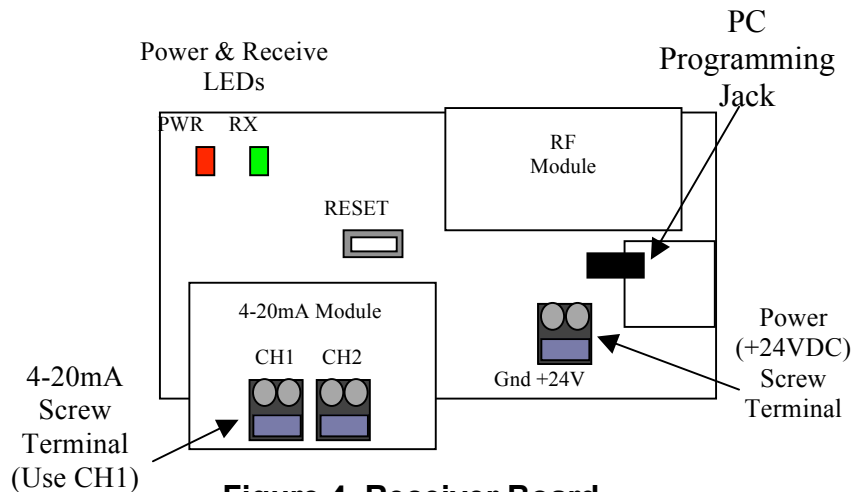 PC
Programming
Jack
Power & Receive
LEDs
PWR RX
RF
Module
RESET
4-20mA Module
CH1 CH2
Gnd +24V
Power
(+24VDC)
Screw
Terminal
4-20mA
Screw
Terminal
(Use CH1)
Figure 4. Receiver Board